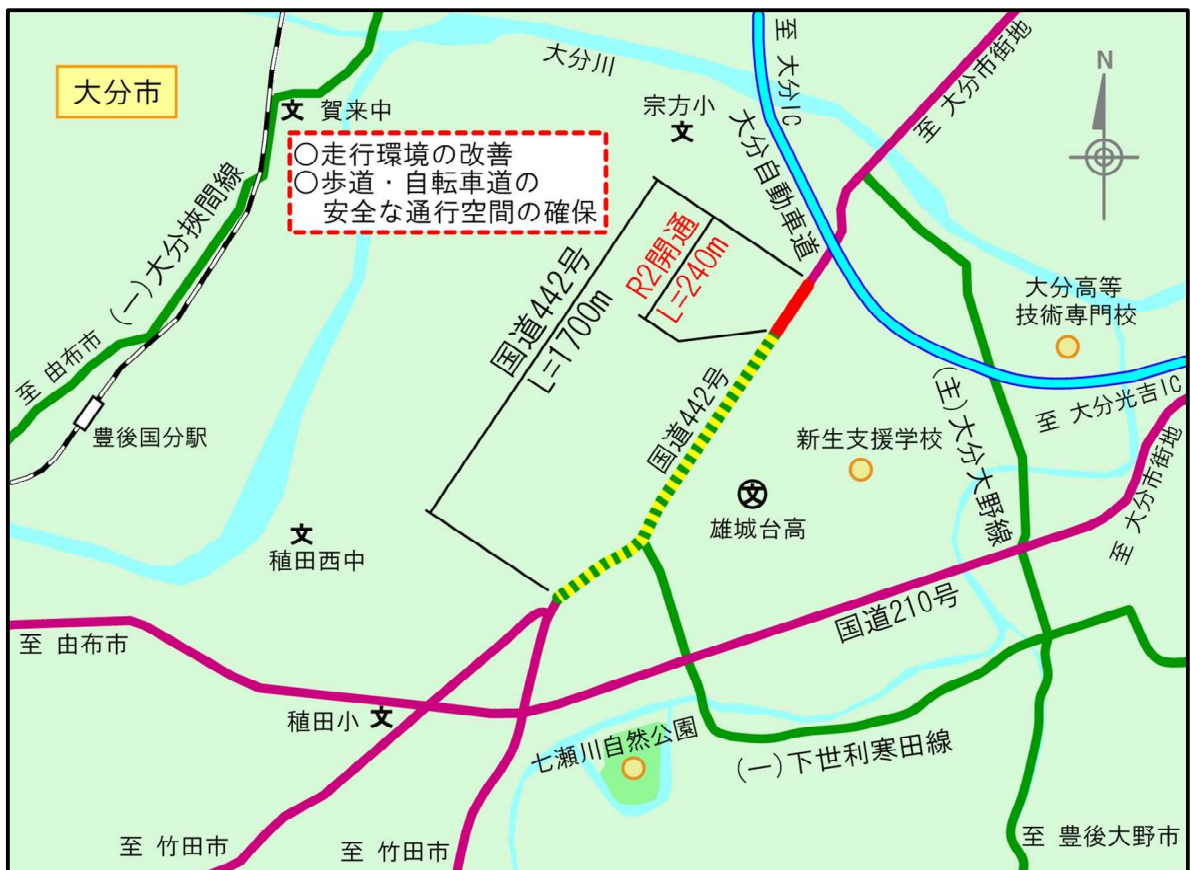 大分市
文 賀来中
○走行環境の改善
○歩道・自転車道の
安全な通行空間の確保
大分川
宗方小
文
至 大分IC
大分自動車道
至 大分市街地
N
(一)大分挾間線
至 由布市
豊後国分駅
国道442号
L=1700m
R2開通
L=240m
国道442号
大分高等
技術専門校
至 大分光吉IC
(主)大分大野線
新生支援学校
文
雄城台高
至 大分市街地
文
稙田西中
国道210号
至 由布市
稙田小 文
七瀬川自然公園
(一)下世利寒田線
至 竹田市
至 竹田市
至 豊後大野市